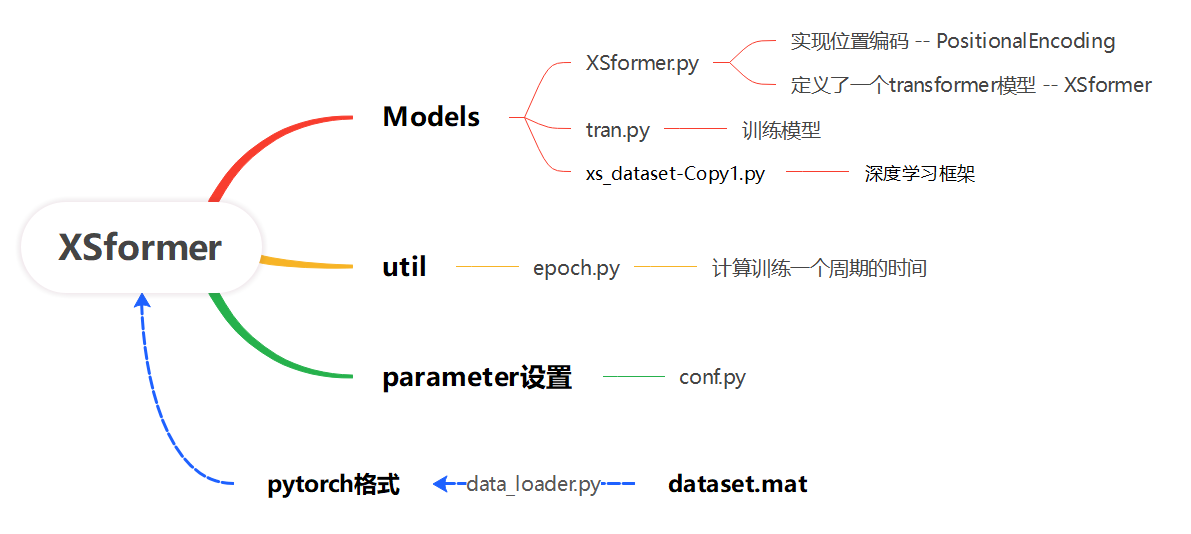 实现位置编码 -- PositionalEncoding
XSformer.py
定义了一个transformer模型 -- XSformer
Models
tran.py
训练模型
xs_dataset-Copy1.py
深度学习框架
XSformer
util
epoch.py
计算训练一个周期的时间
parameter设置
conf.py
pytorch格式
data_loader.py
dataset.mat